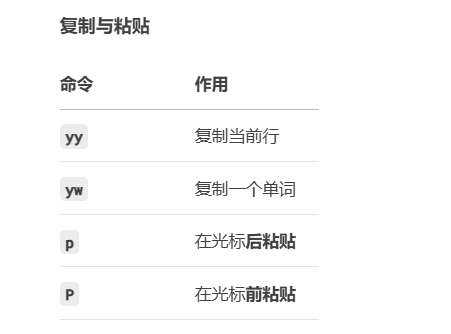 复制与粘贴
命令 作用
yy 复制当前行
yw 复制一个单词
p 在光标后粘贴
P 在光标前粘贴